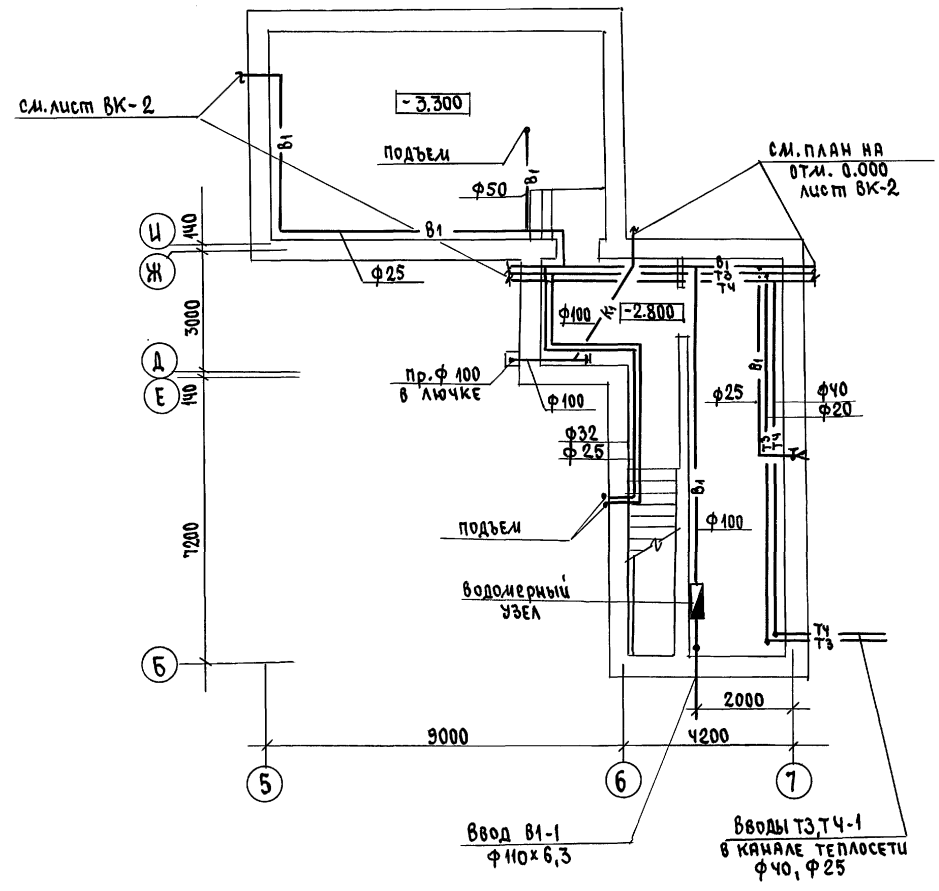 - 3.300
см. лист ВК-2
В1
ПОДЪЕМ
В1
СМ. ПЛАН НА
ОТМ. 0.000
ЛИСТ ВК-2
ф50
И
140
В1
Ж
ф25
В1
Т3
Т4
3000
ф100
К1
-2.800
Д
Е
140
Пр. ф 100
в лючке
ф100
В1
ф25
ф40
ф20
ф32
ф25
Т3
Т4
В1
7200
ПОДЪЕМ
ф100
Водомерный
УЗЕЛ
Т4
Т3
Б
2000
9000
4200
5
6
7
Ввод В1-1
ф110×6,3
Вводы Т3,Т4-1
в канале теплосети
ф40, ф25